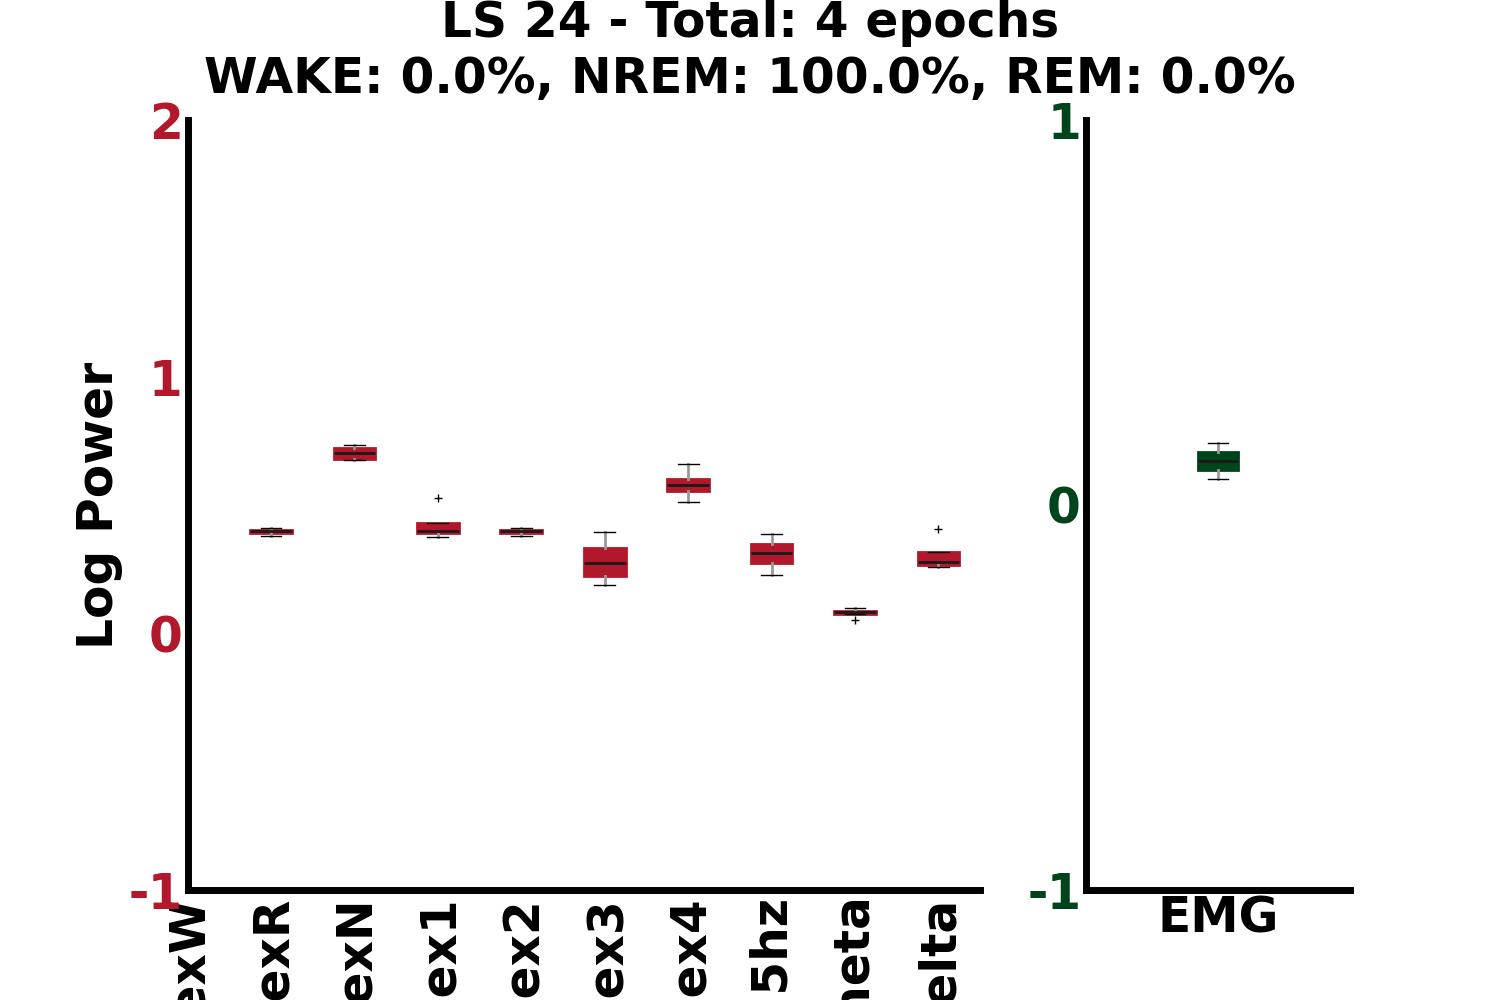 LS 24 - Total: 4 epochs
WAKE: 0.0%, NREM: 100.0%, REM: 0.0%
2
1
0
-1
Log Power
exW
exR
exN
ex1
ex2
ex3
ex4
5hz
eta
elta
1
0
-1
EMG